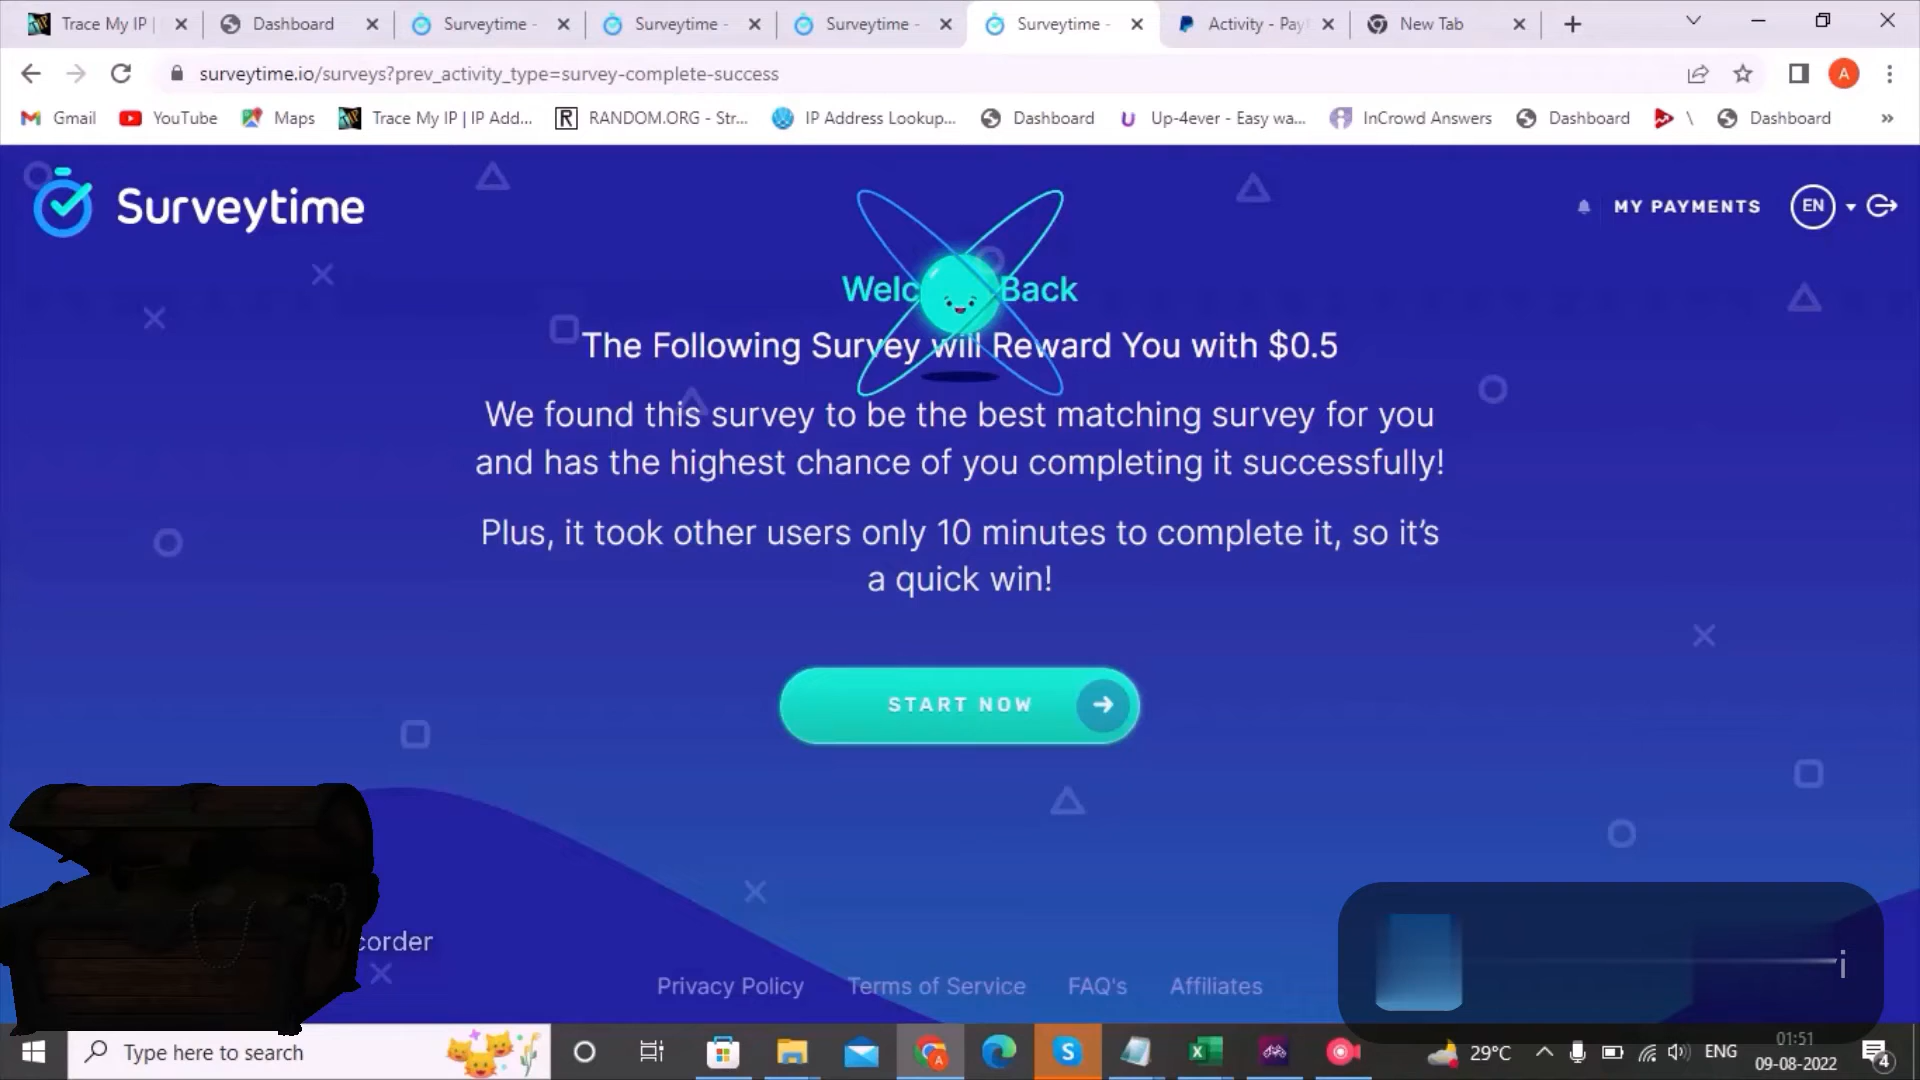 Trace My IP |
Dashboard
Surveytime -
Surveytime -
Surveytime -
Surveytime -
Activity - Pay
New Tab
surveytime.io/surveys?prev_activity_type=survey-complete-success
A
Gmail
YouTube
Maps
Trace My IP | IP Add...
RANDOM.ORG - Str...
IP Address Lookup...
Dashboard
Up-4ever - Easy wa...
InCrowd Answers
Dashboard
\
Dashboard
»
Surveytime
MY PAYMENTS
EN
Welc Back
The Following Survey will Reward You with $0.5
We found this survey to be the best matching survey for you
and has the highest chance of you completing it successfully!
Plus, it took other users only 10 minutes to complete it, so it’s
a quick win!
START NOW
corder
Privacy Policy
Terms of Service
FAQ's
Affiliates
Type here to search
29°C
ENG
01:51
09-08-2022
4